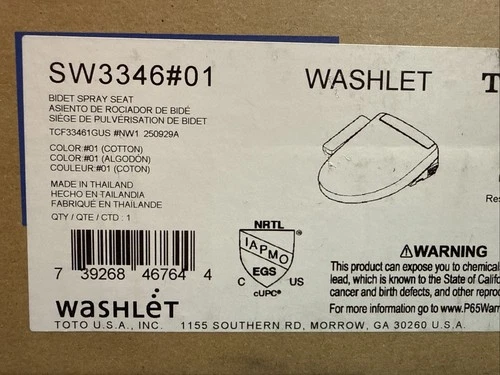 SW3346#01
WASHLET
BIDET SPRAY SEAT
ASIENTO DE ROCIADOR DE BIDÉ
SIÈGE DE PULVÉRISATION DE BIDET
TCF33461GUS #NW1 250929A
COLOR:#01 (COTTON)
COLOR:#01 (ALGODÓN)
COULEUR:#01 (COTON)
MADE IN THAILAND
HECHO EN TAILANDIA
FABRIQUÉ EN THAILANDE
QTY / QTE / CTD : 1
7 39268 46764 4
NRTL
®
IAPMO
EGS
C US
cUPC®
⚠WARNING
This product can expose you to chemical
lead, which is known to the State of Califo
cancer and birth defects, and other reproc
For more information go to www.P65Warn
WASHLET
TOTO U.S.A., INC. 1155 SOUTHERN RD, MORROW, GA 30260 U.S.A.